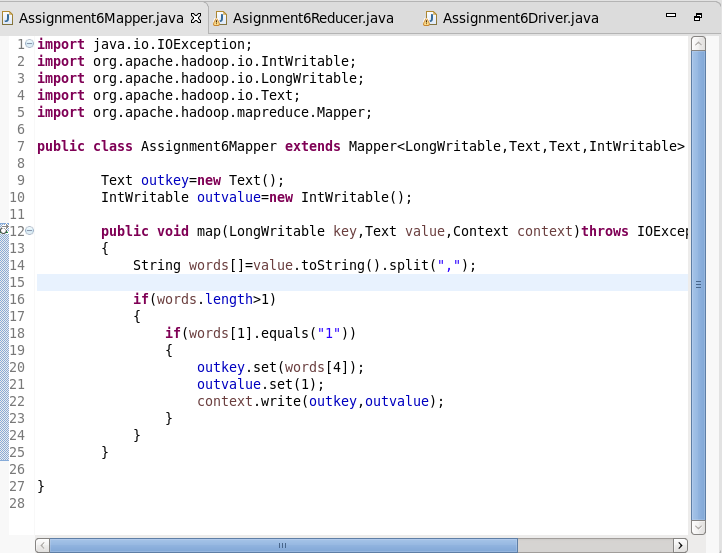 Assignment6Mapper.java Asignment6Reducer.java Assignment6Driver.java
1 import java.io.IOException;
2 import org.apache.hadoop.io.IntWritable;
3 import org.apache.hadoop.io.LongWritable;
4 import org.apache.hadoop.io.Text;
5 import org.apache.hadoop.mapreduce.Mapper;
6
7 public class Assignment6Mapper extends Mapper<LongWritable,Text,Text,IntWritable>
8
9 Text outkey=new Text();
10 IntWritable outvalue=new IntWritable();
11
12 public void map(LongWritable key,Text value,Context context)throws IOExcep
13 {
14 String words[]=value.toString().split(",");
15
16 if(words.length>1)
17 {
18 if(words[1].equals("1"))
19 {
20 outkey.set(words[4]);
21 outvalue.set(1);
22 context.write(outkey,outvalue);
23 }
24 }
25 }
26
27 }
28